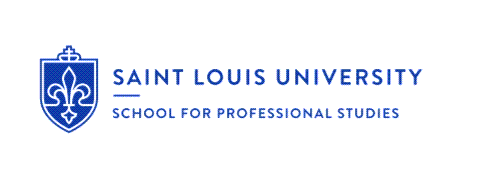 SAINT LOUIS UNIVERSITY
SCHOOL FOR PROFESSIONAL STUDIES